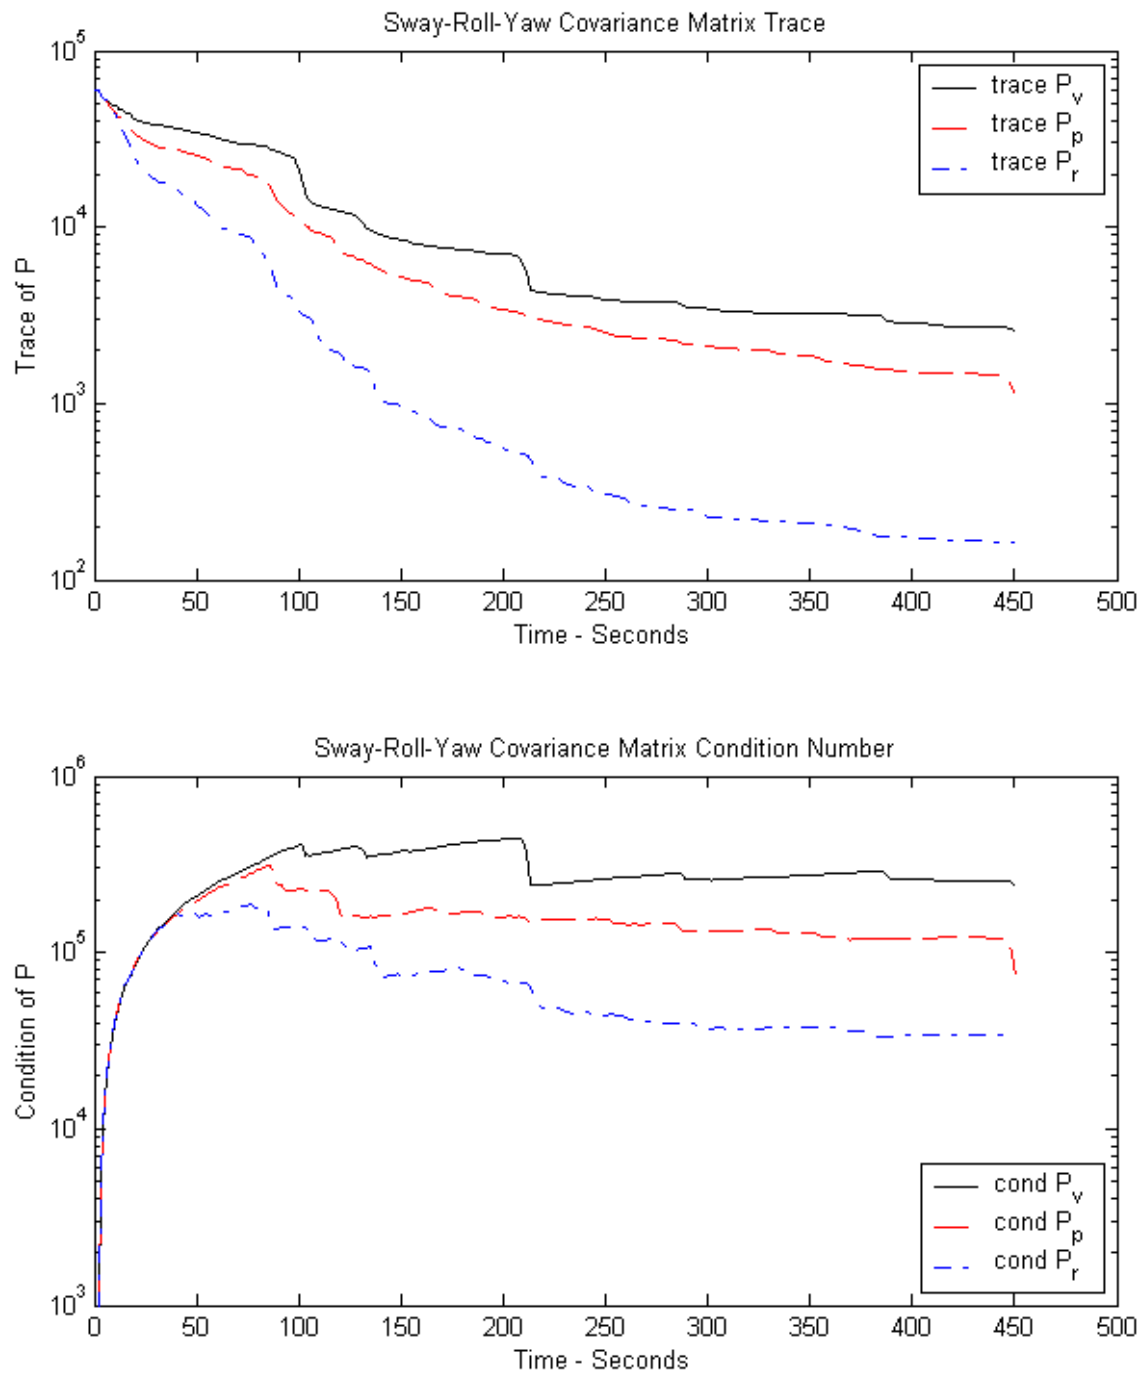 Sway-Roll-Yaw Covariance Matrix Trace
10^5
10^4
10^3
10^2
Trace of P
trace P_v
trace P_p
trace P_r
0 50 100 150 200 250 300 350 400 450 500
Time - Seconds
Sway-Roll-Yaw Covariance Matrix Condition Number
10^6
10^5
10^4
10^3
Condition of P
cond P_v
cond P_p
cond P_r
0 50 100 150 200 250 300 350 400 450 500
Time - Seconds